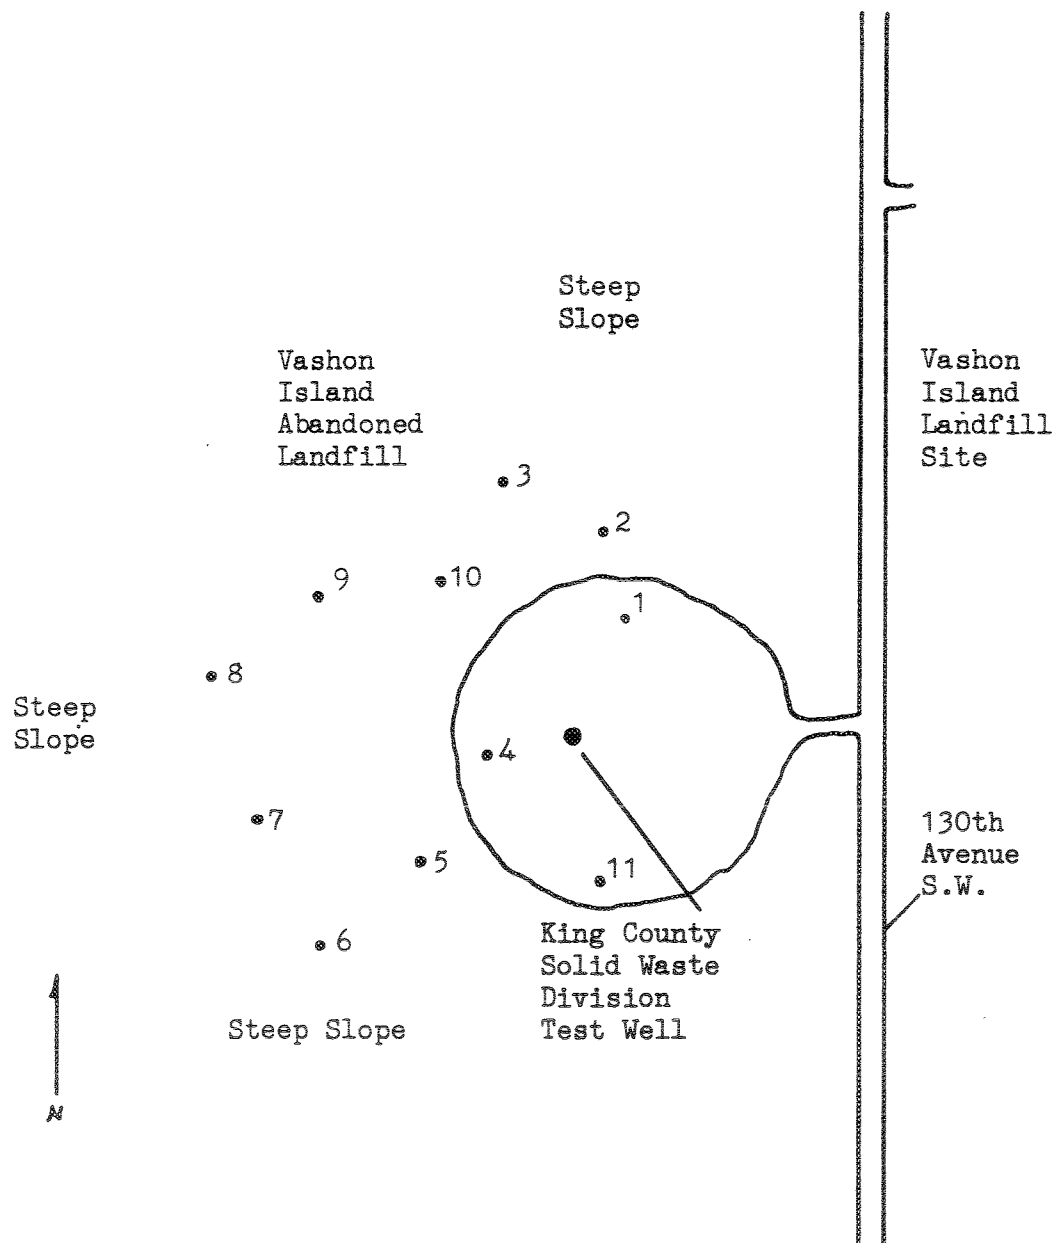 Steep
Slope
Vashon
Island
Abandoned
Landfill
Vashon
Island
Landfill
Site
3
2
10
9
1
8
Steep
Slope
4
7
5
11
130th
Avenue
S.W.
6
King County
Solid Waste
Division
Test Well
Steep Slope
N